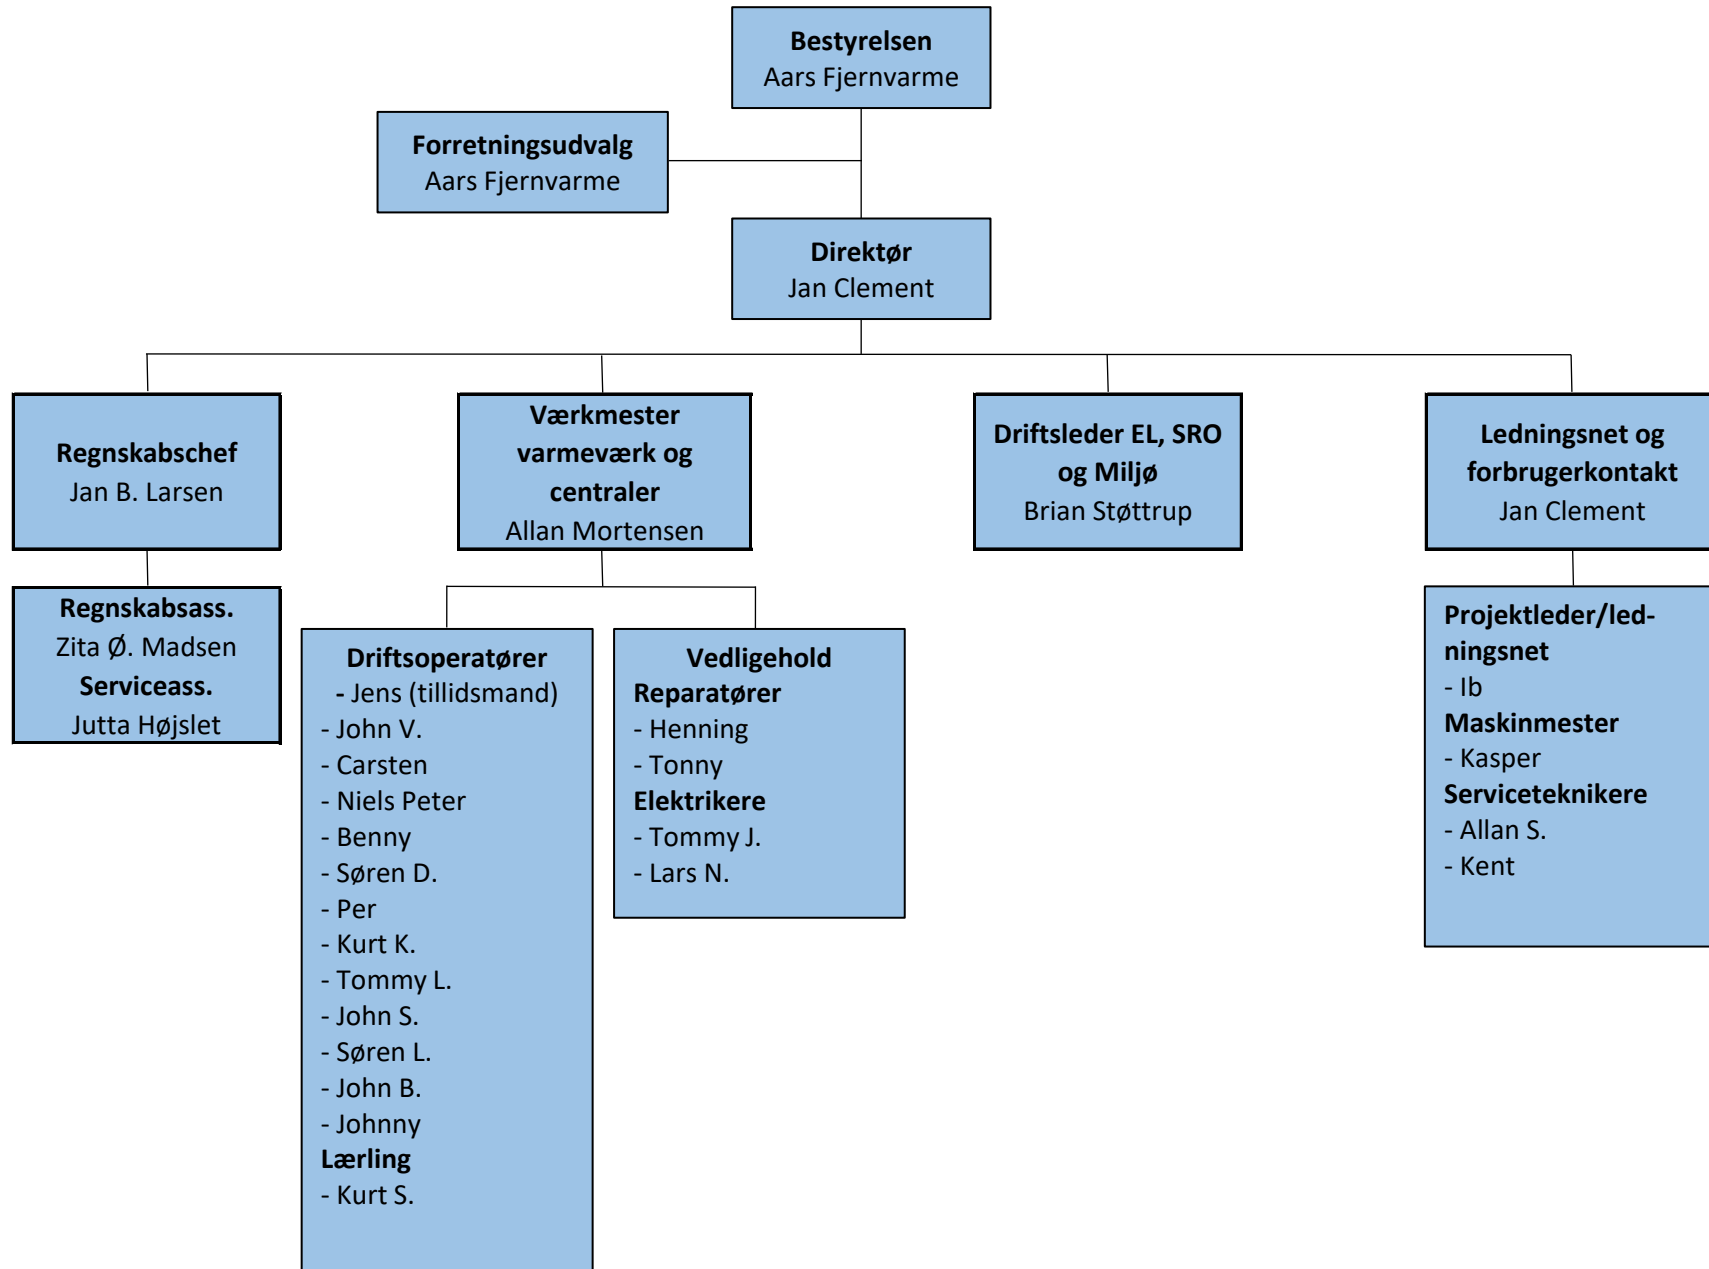 Bestyrelsen
Aars Fjernvarme
Forretningsudvalg
Aars Fjernvarme
Direktør
Jan Clement
Regnskabschef
Jan B. Larsen
Værkmester
varmeværk og
centraler
Allan Mortensen
Driftsleder EL, SRO
og Miljø
Brian Støttrup
Ledningsnet og
forbrugerkontakt
Jan Clement
Regnskabsass.
Zita Ø. Madsen
Serviceass.
Jutta Højslet
Driftsoperatører
- Jens (tillidsmand)
- John V.
- Carsten
- Niels Peter
- Benny
- Søren D.
- Per
- Kurt K.
- Tommy L.
- John S.
- Søren L.
- John B.
- Johnny
Lærling
- Kurt S.
Vedligehold
Reparatører
- Henning
- Tonny
Elektrikere
- Tommy J.
- Lars N.
Projektleder/led-
ningsnet
- Ib
Maskinmester
- Kasper
Serviceteknikere
- Allan S.
- Kent